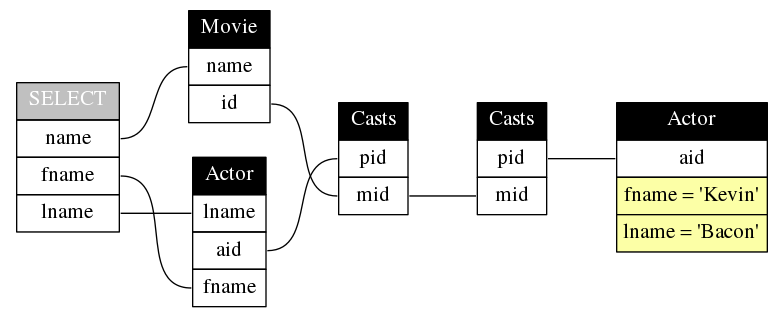 SELECT
name
fname
lname
Movie
name
id
Actor
lname
aid
fname
Casts
pid
mid
Casts
pid
mid
Actor
aid
fname = 'Kevin'
lname = 'Bacon'